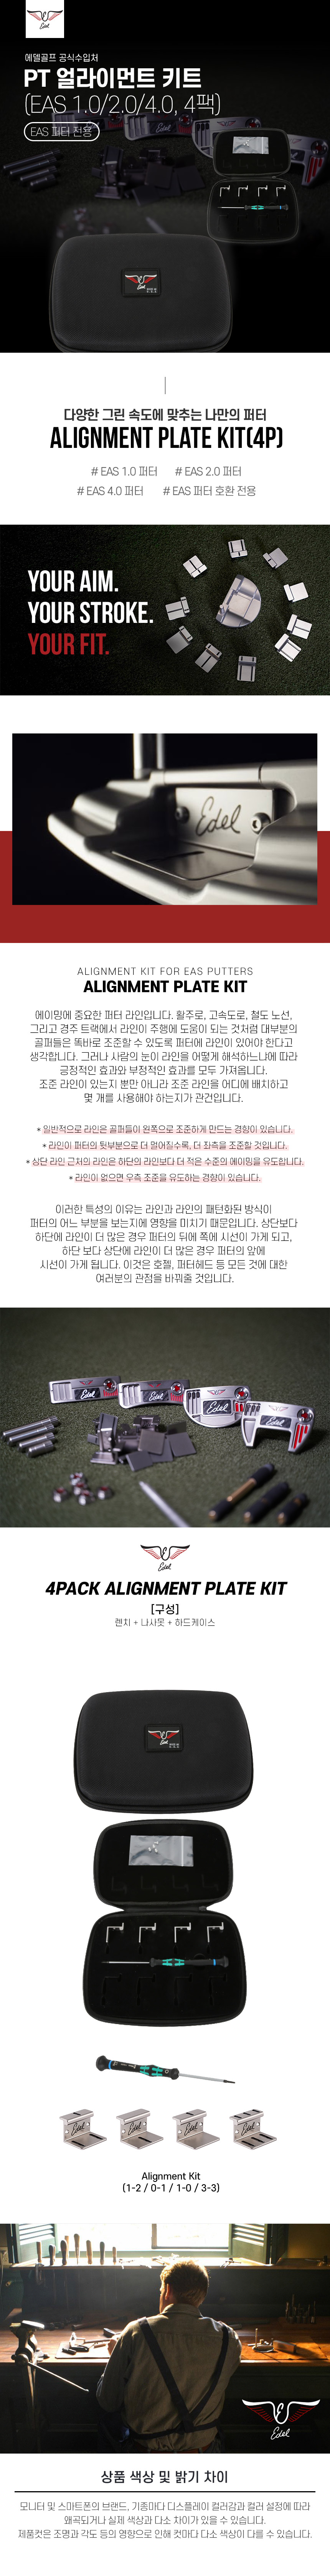 Edel
에델골프 공식수입처
PT 얼라이먼트 키트
(EAS 1.0/2.0/4.0, 4팩)
EAS 퍼터 전용
다양한 그린 속도에 맞추는 나만의 퍼터
ALIGNMENT PLATE KIT(4P)
# EAS 1.0 퍼터 # EAS 2.0 퍼터
# EAS 4.0 퍼터 # EAS 퍼터 호환 전용
YOUR AIM.
YOUR STROKE.
YOUR FIT.
Edel
ALIGNMENT KIT FOR EAS PUTTERS
ALIGNMENT PLATE KIT
에이밍에 중요한 퍼터 라인입니다. 활주로, 고속도로, 철도 노선,
그리고 경주 트랙에서 라인이 주행에 도움이 되는 것처럼 대부분의
골퍼들은 똑바로 조준할 수 있도록 퍼터에 라인이 있어야 한다고
생각합니다. 그러나 사람의 눈이 라인을 어떻게 해석하느냐에 따라
긍정적인 효과와 부정적인 효과를 모두 가져옵니다.
조준 라인이 있는지 뿐만 아니라 조준 라인을 어디에 배치하고
몇 개를 사용해야 하는지가 관건입니다.
* 일반적으로 라인은 골퍼들이 왼쪽으로 조준하게 만드는 경향이 있습니다.
* 라인이 퍼터의 뒷부분으로 더 멀어질수록, 더 좌측을 조준할 것입니다.
* 상단 라인 근처의 라인은 하단의 라인보다 더 적은 수준의 에이밍을 유도합니다.
* 라인이 없으면 우측 조준을 유도하는 경향이 있습니다.
이러한 특성의 이유는 라인과 라인의 패턴화된 방식이
퍼터의 어느 부분을 보는지에 영향을 미치기 때문입니다. 상단보다
하단에 라인이 더 많은 경우 퍼터의 뒤에 쪽에 시선이 가게 되고,
하단 보다 상단에 라인이 더 많은 경우 퍼터의 앞에
시선이 가게 됩니다. 이것은 호젤, 퍼터헤드 등 모든 것에 대한
여러분의 관점을 바꿔줄 것입니다.
Edel Edel Edel Edel
Edel
4PACK ALIGNMENT PLATE KIT
[구성]
렌치 + 나사못 + 하드케이스
Edel
Edel Edel Edel Edel
Alignment Kit
(1-2 / 0-1 / 1-0 / 3-3)
Edel
상품 색상 및 밝기 차이
모니터 및 스마트폰의 브랜드, 기종마다 디스플레이 컬러감과 컬러 설정에 따라
왜곡되거나 실제 색상과 다소 차이가 있을 수 있습니다.
제품컷은 조명과 각도 등의 영향으로 인해 컷마다 다소 색상이 다를 수 있습니다.